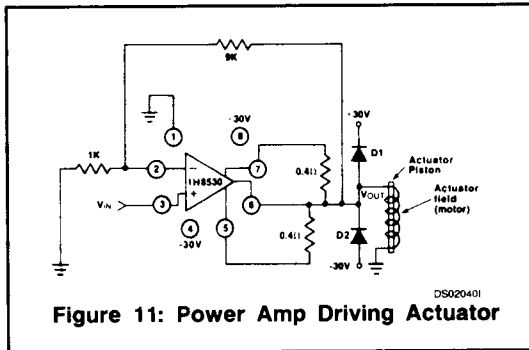 9K
-30V
1
8
1K
2
7
IH8530
3
6
VIN
4
-30V
5
0.4Ω
0.4Ω
-30V
D1
Actuator
Piston
VOUT
Actuator
field
(motor)
D2
-30V
DS02040I
Figure 11: Power Amp Driving Actuator